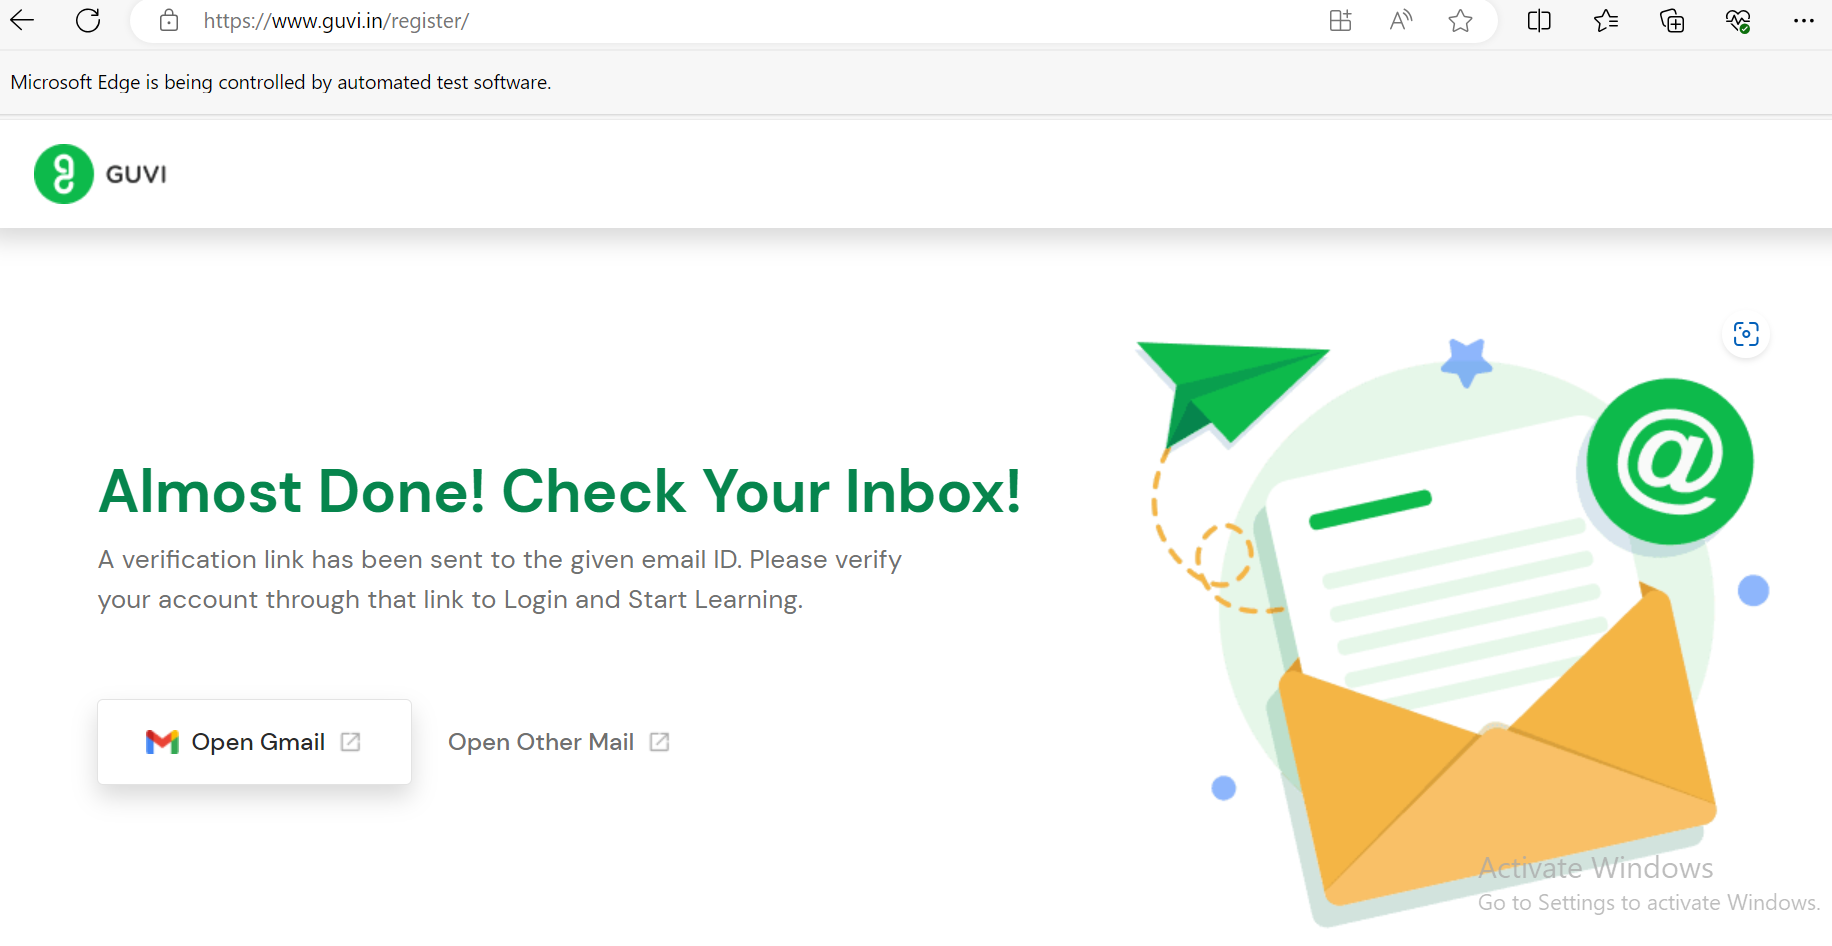 https://www.guvi.in/register/
Microsoft Edge is being controlled by automated test software.
GUVI
Almost Done! Check Your Inbox!
A verification link has been sent to the given email ID. Please verify
your account through that link to Login and Start Learning.
Open Gmail
Open Other Mail
@
Activate Windows
Go to Settings to activate Windows.